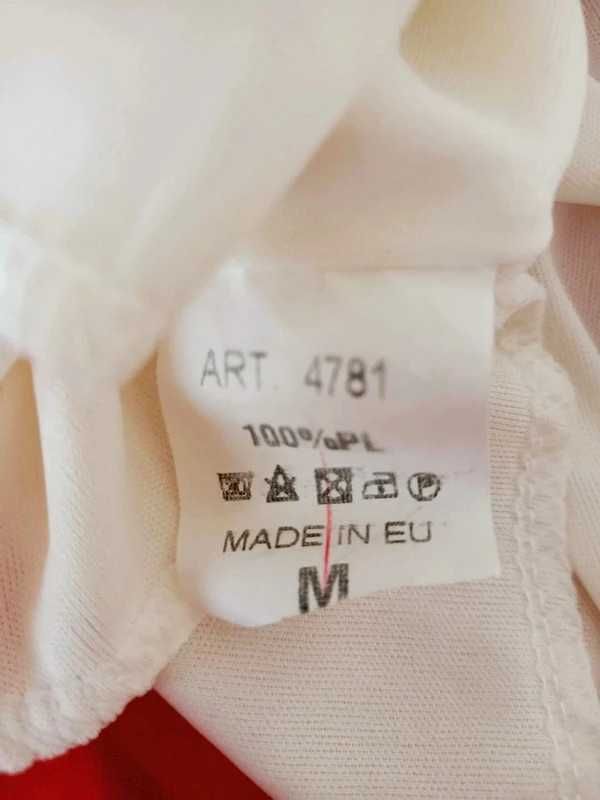 ART. 4781
100%PL
MADE IN EU
M